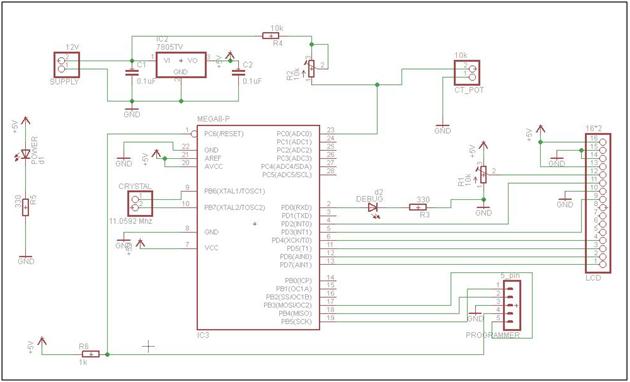 12V
SUPPLY
C1
0.1uF
IC2
7805TV
VI VO
GND
+5V
C2
0.1uF
GND
10k
R4
R2
10k
10k
CT_POT
GND
+5V
POWER
d1
330
R5
GND
MEGA8-P
1 PC6(RESET)
22 GND
21 AREF
20 AVCC
9 PB6(XTAL1/TOSC1)
10 PB7(XTAL2/TOSC2)
8 GND
7 VCC
PC0(ADC0) 23
PC1(ADC1) 24
PC2(ADC2) 25
PC3(ADC3) 26
PC4(ADC4/SDA) 27
PC5(ADC5/SCL) 28
PD0(RXD) 2
PD1(TXD) 3
PD2(INT0) 4
PD3(INT1) 5
PD4(XCK/T0) 6
PD5(T1) 11
PD6(AIN0) 12
PD7(AIN1) 13
PB0(ICP) 14
PB1(OC1A) 15
PB2(SS/OC1B) 16
PB3(MOSI/OC2) 17
PB4(MISO) 18
PB5(SCK) 19
IC3
GND
+5V
CRYSTAL
11.0592 Mhz
GND
+5V
d2
DEBUG
330
R3
+5V
R1
10k
GND
+5V
GND
GND
16*2
LCD
5_pin
1
2
3
4
5
GND
PROGRAMMER
+5V
R6
1k